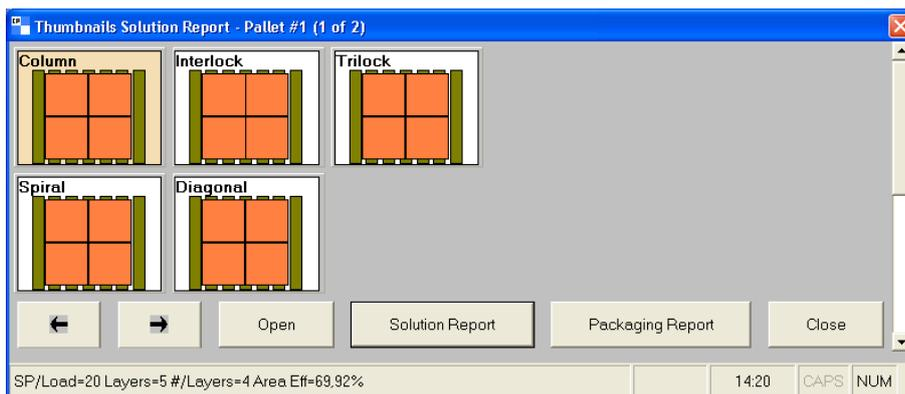 Thumbnails Solution Report - Pallet #1 (1 of 2)
Column Interlock Trilock
Spiral Diagonal
Open Solution Report Packaging Report Close
SP/Load=20 Layers=5 #/Layers=4 Area Eff=69,92% 14:20 CAPS NUM